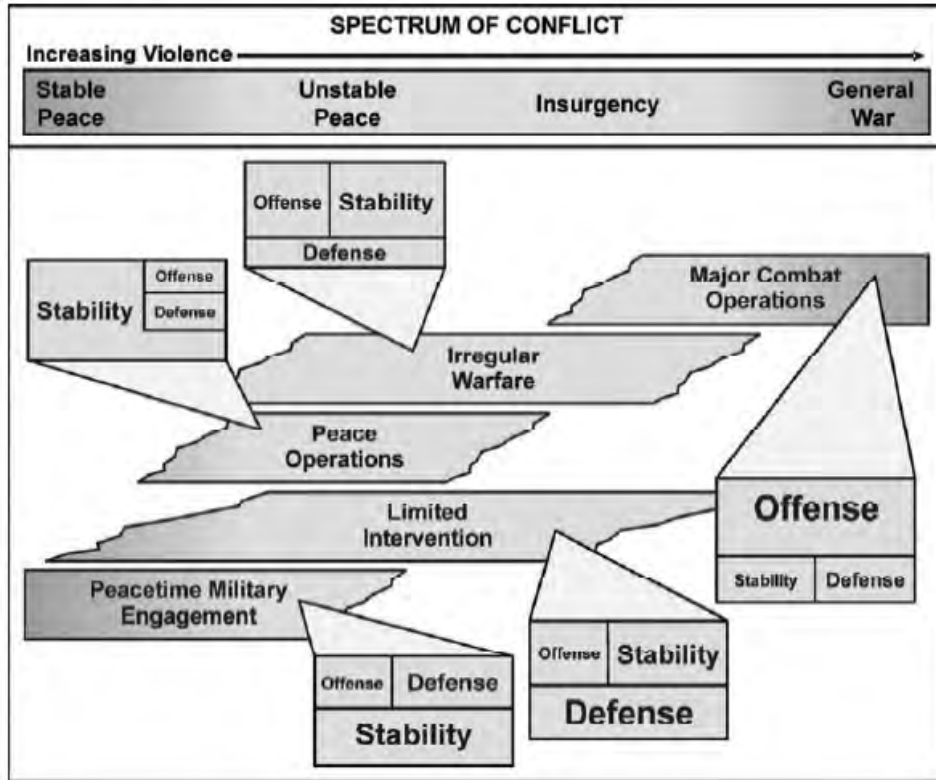 SPECTRUM OF CONFLICT
Increasing Violence
Stable
Peace
Unstable
Peace
Insurgency
General
War
Offense
Stability
Defense
Stability
Offense
Defense
Major Combat
Operations
Irregular
Warfare
Peace
Operations
Limited
Intervention
Offense
Stability
Defense
Peacetime Military
Engagement
Offense
Stability
Defense
Offense
Defense
Stability